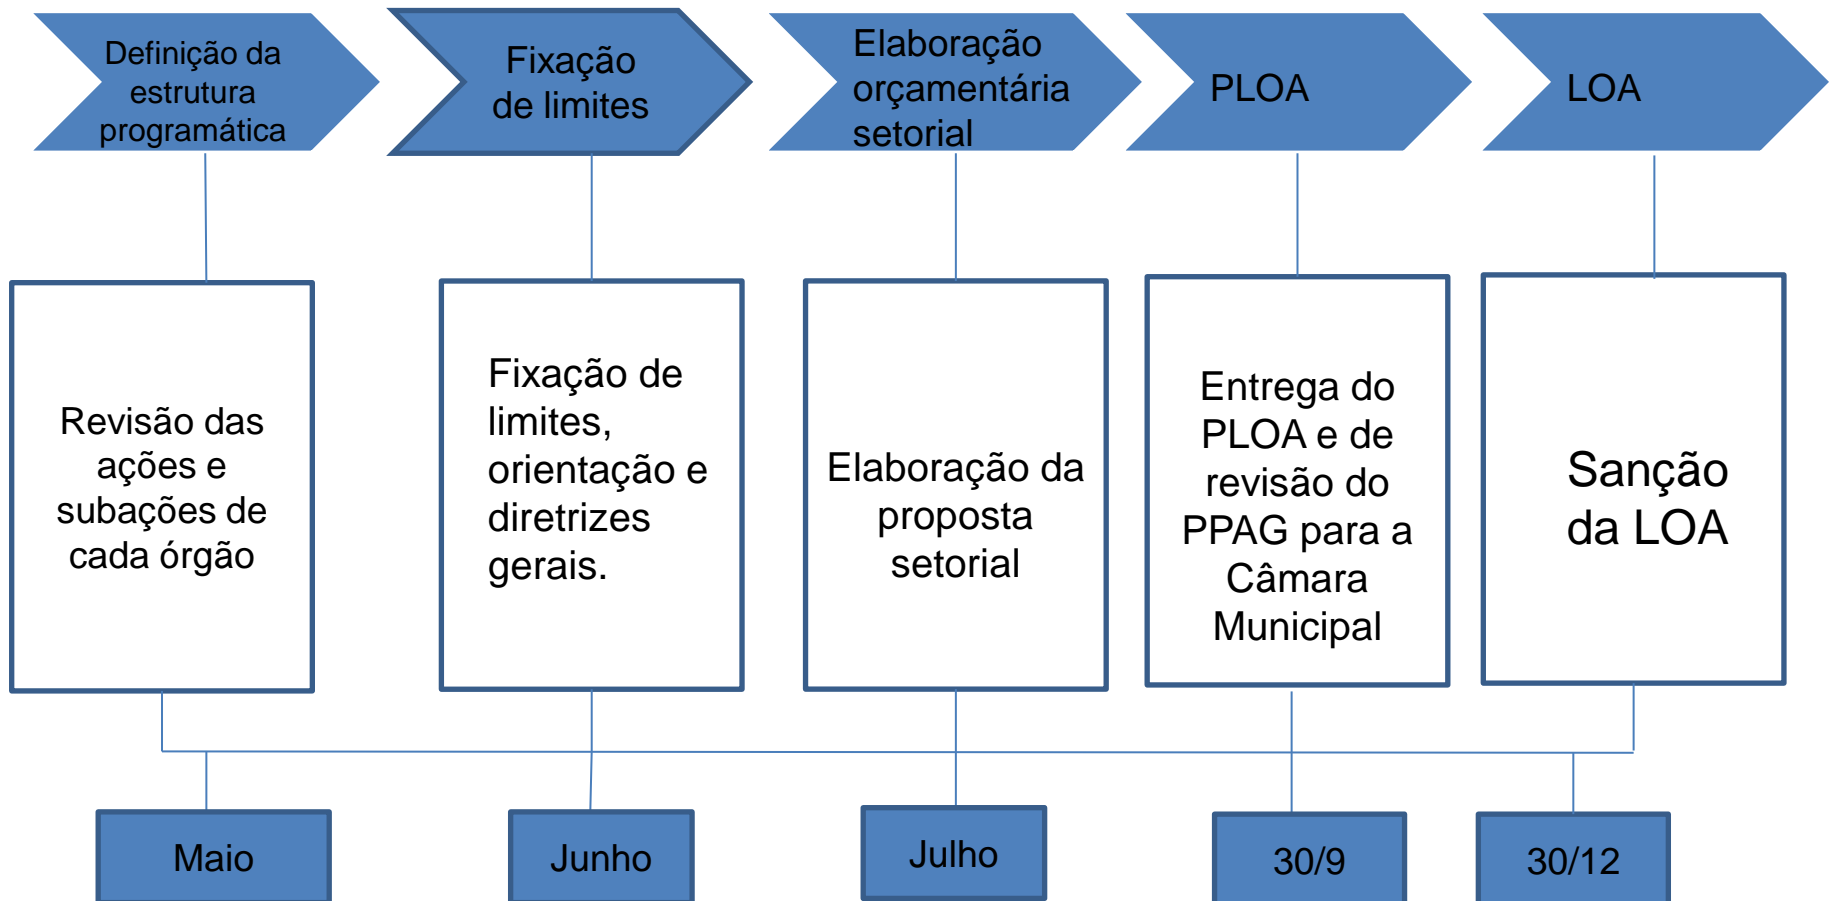 Definição da
estrutura
programática
Fixação
de limites
Elaboração
orçamentária
setorial
PLOA
LOA
Revisão das
ações e
subações de
cada órgão
Fixação de
limites,
orientação e
diretrizes
gerais.
Elaboração da
proposta
setorial
Entrega do
PLOA e de
revisão do
PPAG para a
Câmara
Municipal
Sanção
da LOA
Maio
Junho
Julho
30/9
30/12